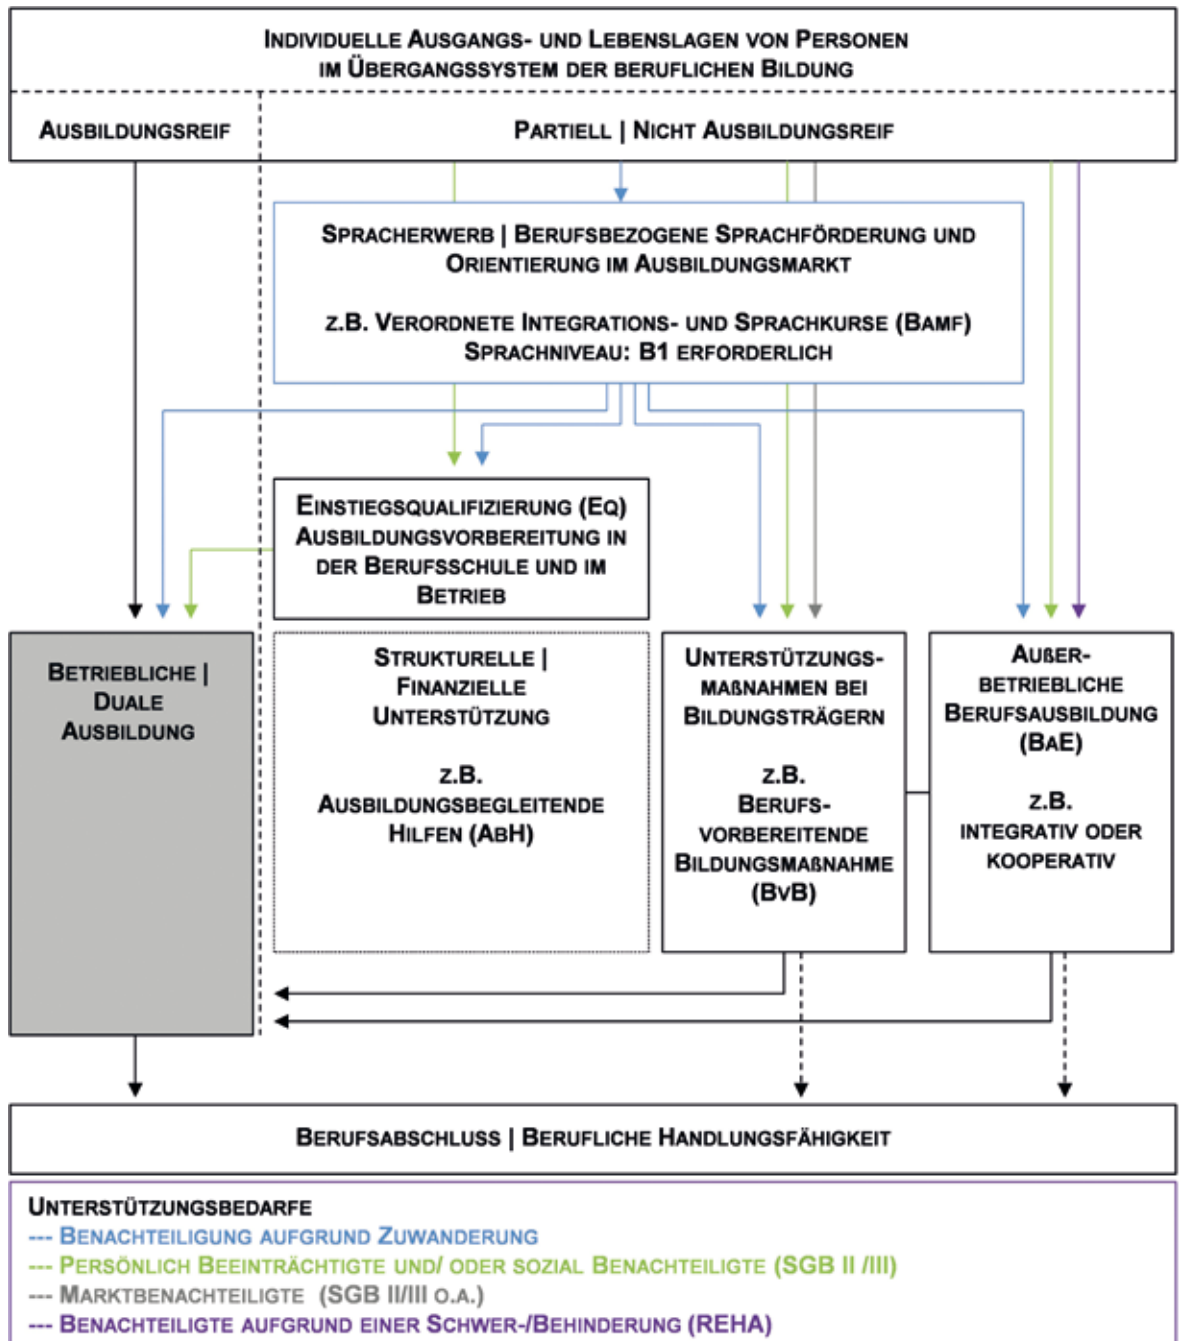 INDIVIDUELLE AUSGANGS- UND LEBENSLAGEN VON PERSONEN
IM ÜBERGANGSSYSTEM DER BERUFLICHEN BILDUNG
AUSBILDUNGSREIF
PARTIELL | NICHT AUSBILDUNGSREIF
SPRACHERWERB | BERUFSBEZOGENE SPRACHFÖRDERUNG UND
ORIENTIERUNG IM AUSBILDUNGSMARKT
Z.B. VERORDNETE INTEGRATIONS- UND SPRACHKURSE (BAMF)
SPRACHNIVEAU: B1 ERFORDERLICH
EINSTIEGSQUALIFIZIERUNG (EQ)
AUSBILDUNGSVORBEREITUNG IN
DER BERUFSSCHULE UND IM
BETRIEB
BETRIEBLICHE |
DUALE
AUSBILDUNG
STRUKTURELLE |
FINANZIELLE
UNTERSTÜTZUNG
Z.B.
AUSBILDUNGSBEGLEITENDE
HILFEN (ABH)
UNTERSTÜTZUNGS-
MAßNAHMEN BEI
BILDUNGSTRÄGERN
Z.B.
BERUFS-
VORBEREITENDE
BILDUNGSMAßNAHME
(BVB)
AUßER-
BETRIEBLICHE
BERUFSAUSBILDUNG
(BAE)
Z.B.
INTEGRATIV ODER
KOOPERATIV
BERUFSABSCHLUSS | BERUFLICHE HANDLUNGSFÄHIGKEIT
UNTERSTÜTZUNGSBEDARFE
--- BENACHTEILIGUNG AUFGRUND ZUWANDERUNG
--- PERSÖNLICH BEEINTRÄCHTIGTE UND/ ODER SOZIAL BENACHTEILIGTE (SGB II /III)
--- MARKTBENACHTEILIGTE (SGB II/III O.A.)
--- BENACHTEILIGTE AUFGRUND EINER SCHWER-/BEHINDERUNG (REHA)